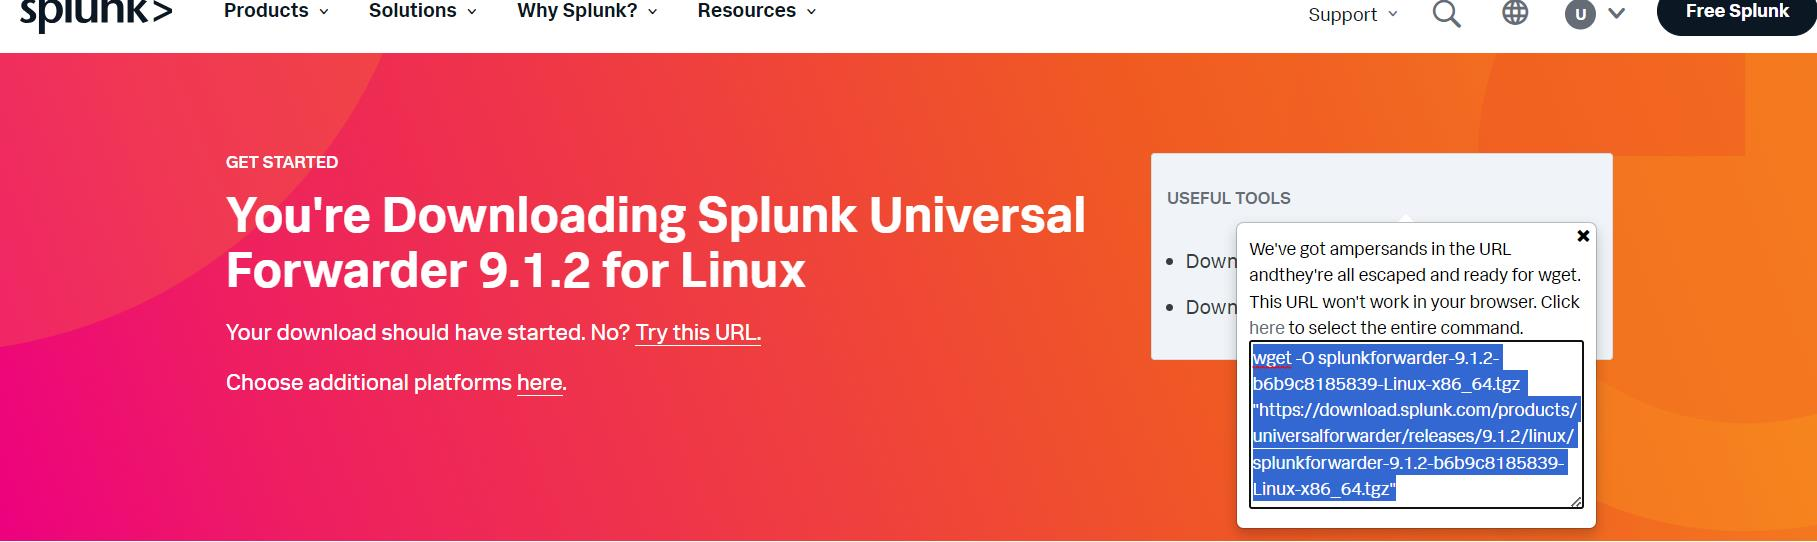 splunk>
Products
Solutions
Why Splunk?
Resources
Support
U
Free Splunk
GET STARTED
You're Downloading Splunk Universal
Forwarder 9.1.2 for Linux
Your download should have started. No? Try this URL.
Choose additional platforms here.
USEFUL TOOLS
Down
Down
We've got ampersands in the URL
andthey're all escaped and ready for wget.
This URL won't work in your browser. Click
here to select the entire command.
wget -O splunkforwarder-9.1.2-
b6b9c8185839-Linux-x86_64.tgz
"https://download.splunk.com/products/
universalforwarder/releases/9.1.2/linux/
splunkforwarder-9.1.2-b6b9c8185839-
Linux-x86_64.tgz"